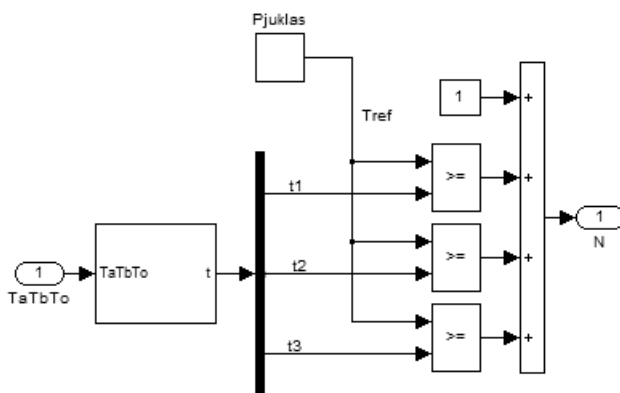 Pjuklas
1
+
Tref
>=
+
t1
1
N
1
TaTbTo
TaTbTo
t
t2
>=
+
t3
>=
+